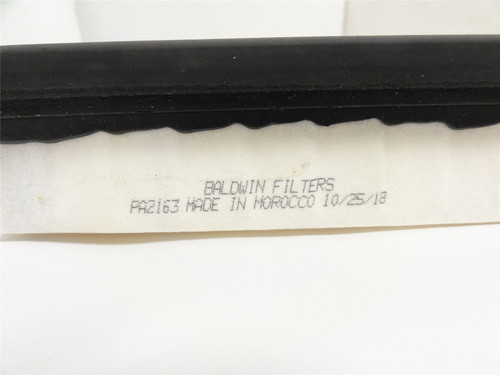 BALDWIN FILTERS
PA2163 MADE IN MOROCCO 10/25/18